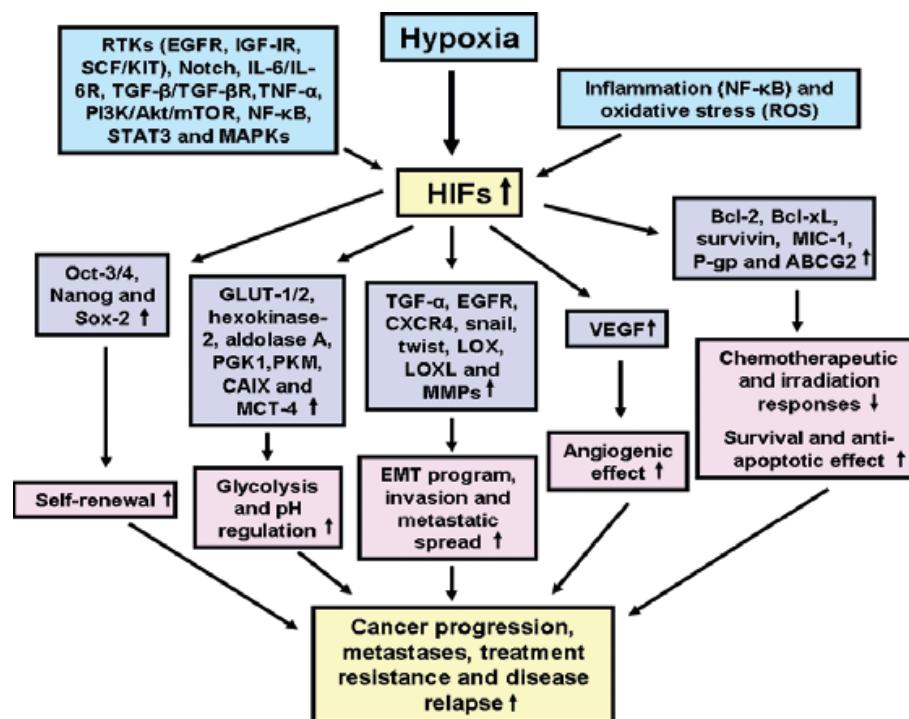 Hypoxia
RTKs (EGFR, IGF-IR,
SCF/KIT), Notch, IL-6/IL-
6R, TGF-β/TGF-βR,TNF-α,
PI3K/Akt/mTOR, NF-κB,
STAT3 and MAPKs
Inflammation (NF-κB) and
oxidative stress (ROS)
HIFs ↑
Oct-3/4,
Nanog and
Sox-2 ↑
GLUT-1/2,
hexokinase-
2, aldolase A,
PGK1,PKM,
CAIX and
MCT-4 ↑
TGF-α, EGFR,
CXCR4, snail,
twist, LOX,
LOXL and
MMPs ↑
VEGF↑
Bcl-2, Bcl-xL,
survivin, MIC-1,
P-gp and ABCG2 ↑
Self-renewal ↑
Glycolysis
and pH
regulation ↑
EMT program,
invasion and
metastatic
spread ↑
Angiogenic
effect ↑
Chemotherapeutic
and irradiation
responses ↓
Survival and anti-
apoptotic effect ↑
Cancer progression,
metastases, treatment
resistance and disease
relapse ↑